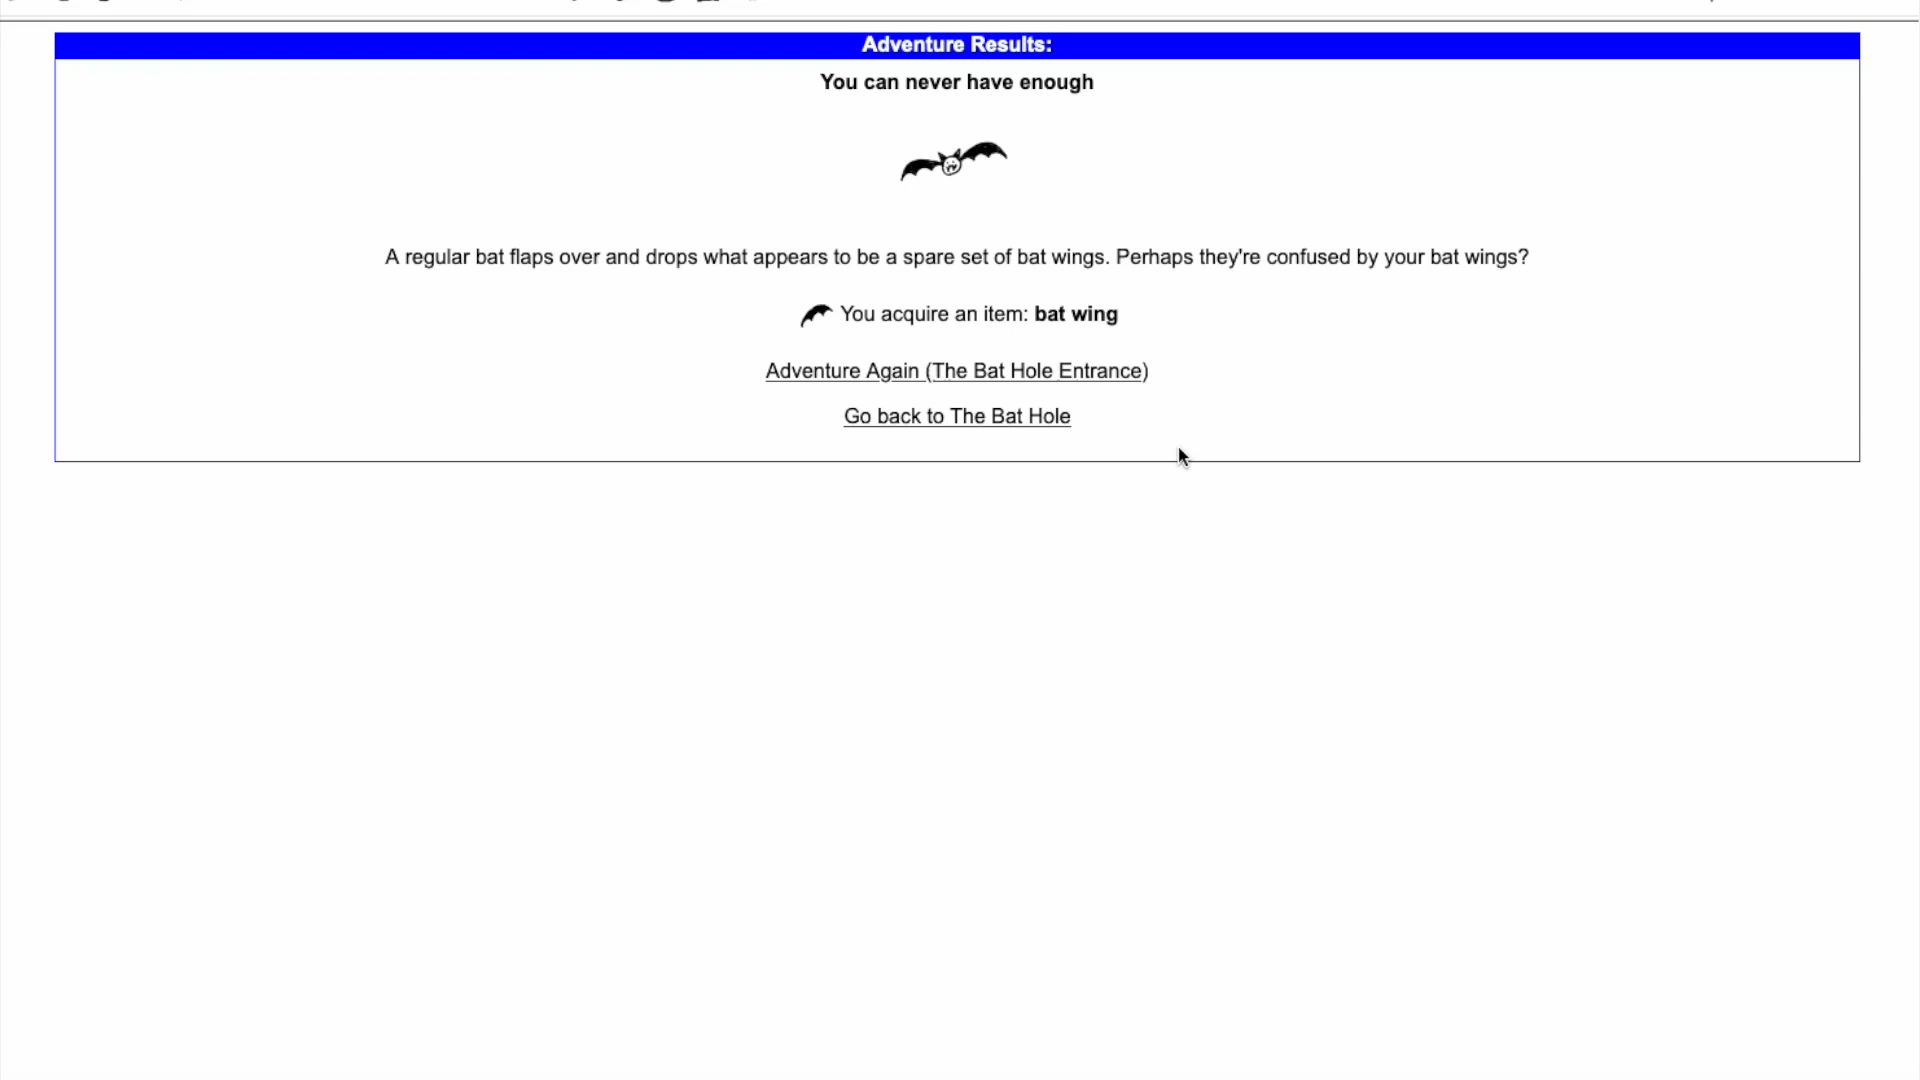 Adventure Results:
You can never have enough
A regular bat flaps over and drops what appears to be a spare set of bat wings. Perhaps they're confused by your bat wings?
You acquire an item: bat wing
Adventure Again (The Bat Hole Entrance)
Go back to The Bat Hole